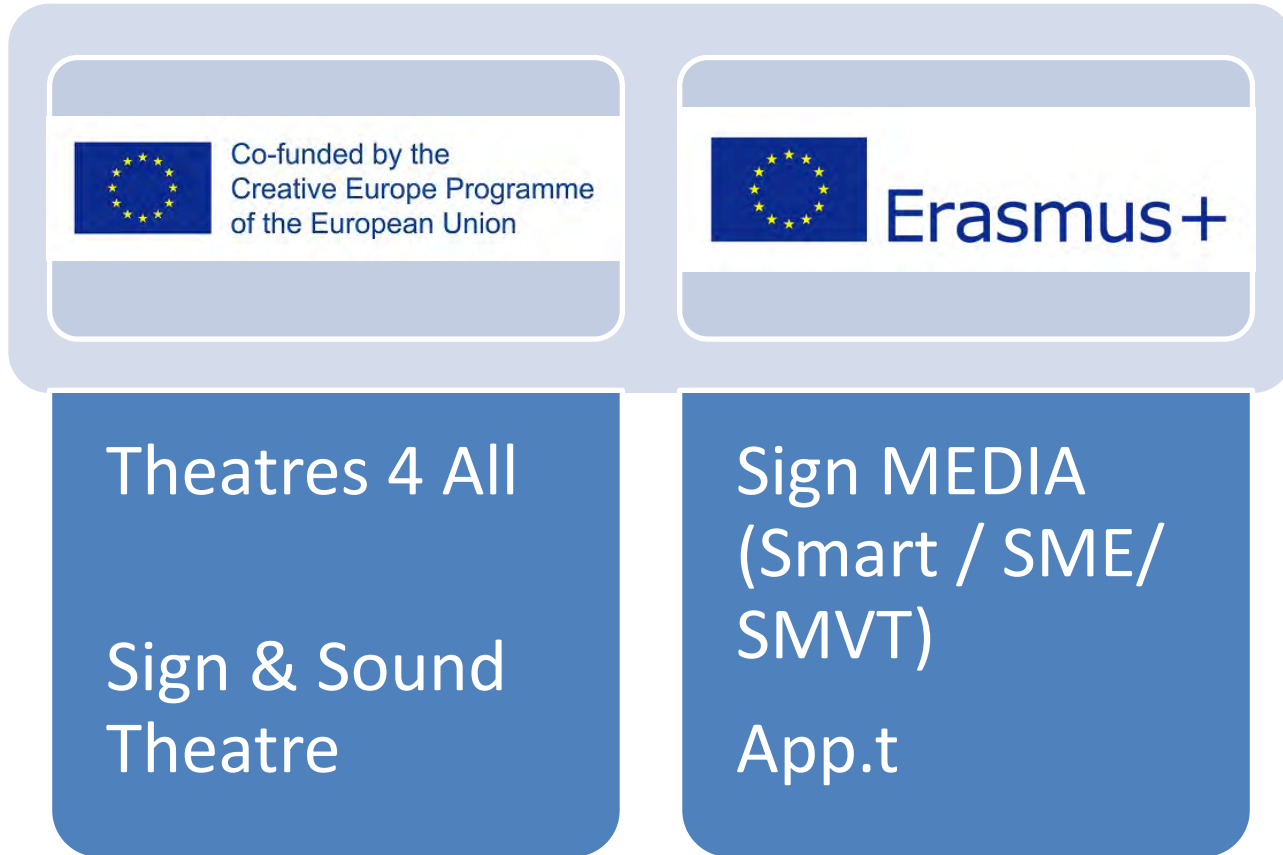 Co-funded by the
Creative Europe Programme
of the European Union
Erasmus+
Theatres 4 All
Sign & Sound
Theatre
Sign MEDIA
(Smart / SME/
SMVT)
App.t